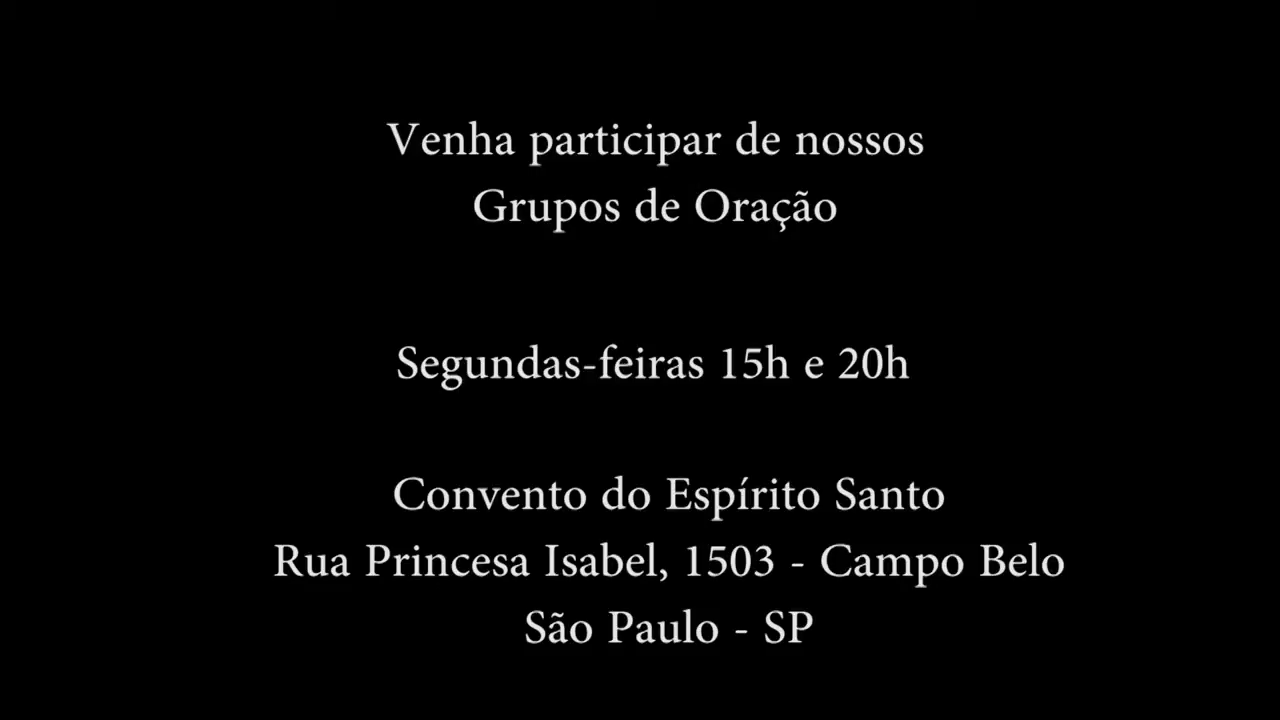 Venha participar de nossos
Grupos de Oração
Segundas-feiras 15h e 20h
Convento do Espírito Santo
Rua Princesa Isabel, 1503 - Campo Belo
São Paulo - SP